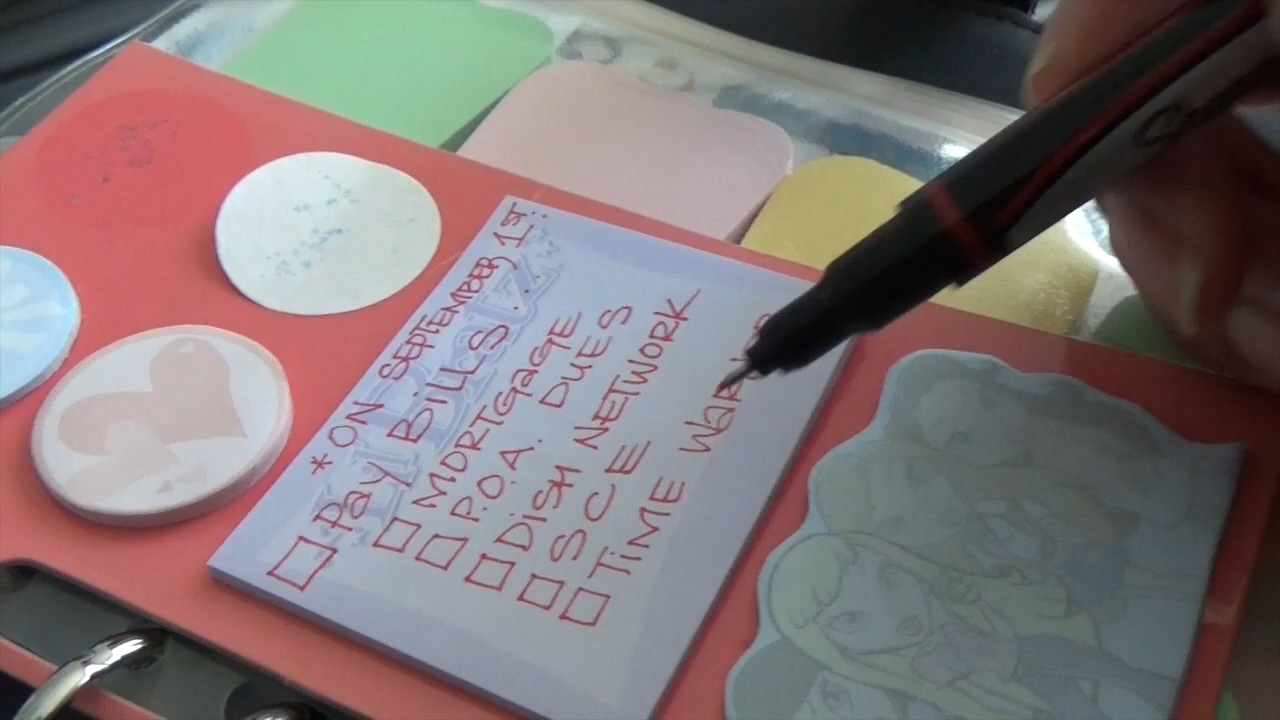 *ON SEPTEMBER 1ST:
PAY BILLS...
MORTGAGE
P.O.A. DUES
DISH NETWORK
SCE
TIME WARNER